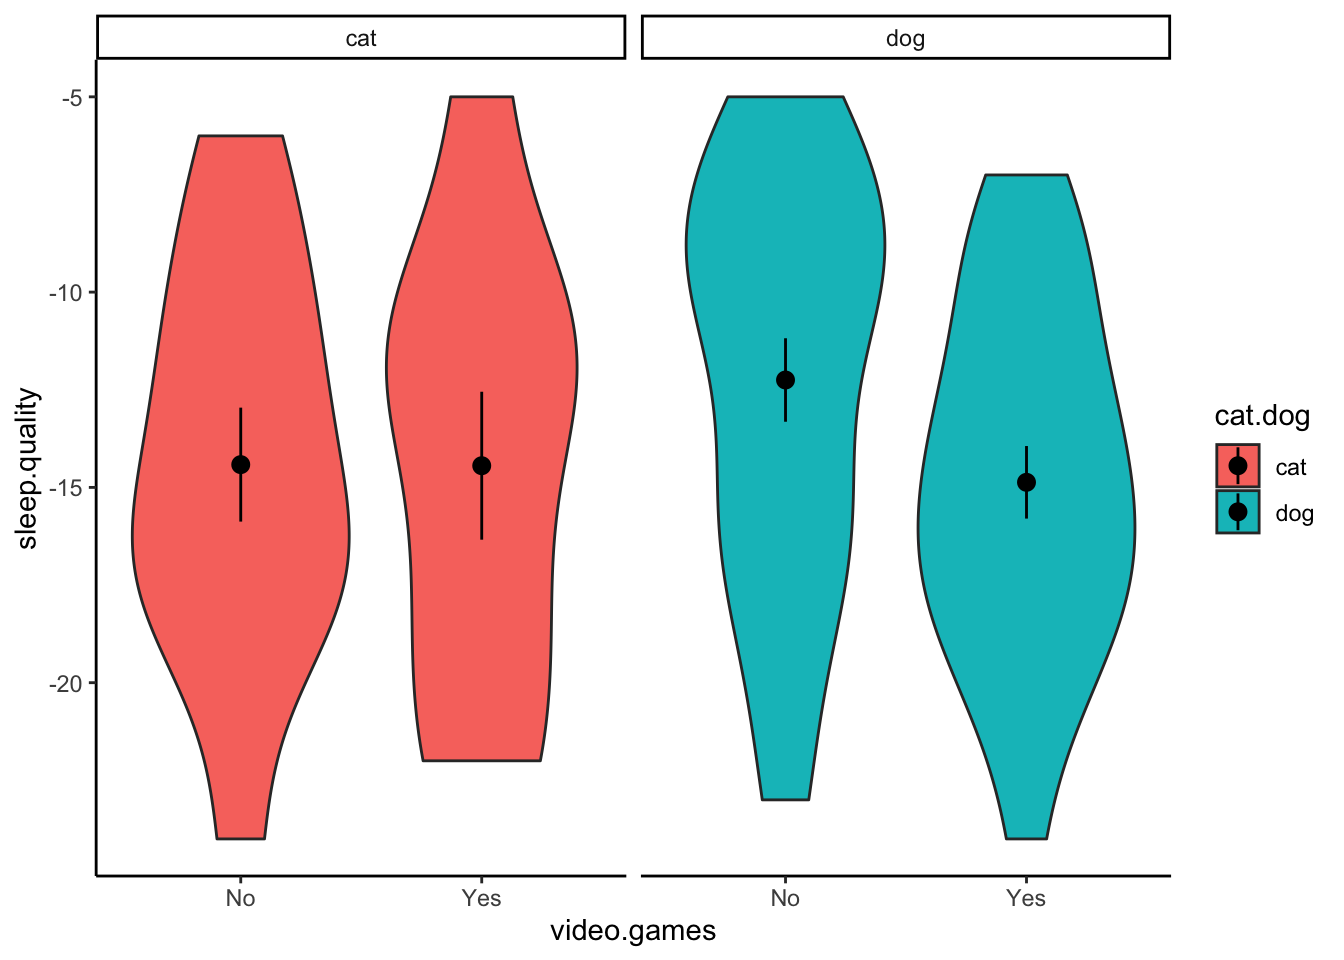 cat
dog
-5
-10
-15
-20
sleep.quality
No
Yes
No
Yes
video.games
cat.dog
cat
dog